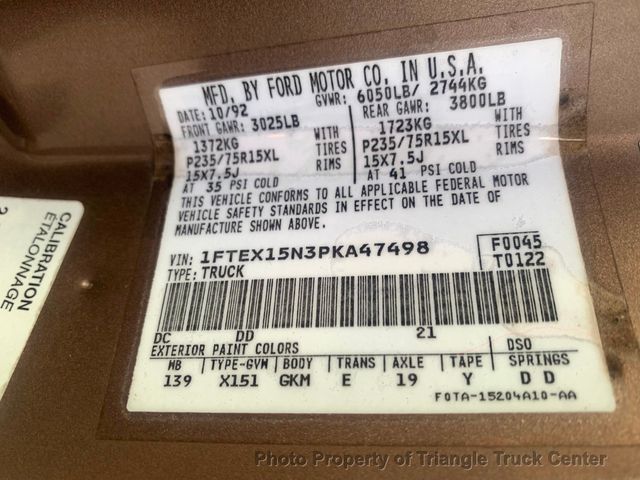 MFD. BY FORD MOTOR CO. IN U.S.A.
DATE: 10/92 GVWR: 6050LB/ 2744KG
FRONT GAWR: 3025LB REAR GAWR: 3800LB
1372KG WITH 1723KG WITH
P235/75R15XL TIRES P235/75R15XL TIRES
15X7.5J RIMS 15X7.5J RIMS
AT 35 PSI COLD AT 41 PSI COLD
THIS VEHICLE CONFORMS TO ALL APPLICABLE FEDERAL MOTOR
VEHICLE SAFETY STANDARDS IN EFFECT ON THE DATE OF
MANUFACTURE SHOWN ABOVE.
VIN: 1FTEX15N3PKA47498 F0045
TYPE: TRUCK T0122
DC DD 21
EXTERIOR PAINT COLORS DSO
WB TYPE-GVW BODY TRANS AXLE TAPE SPRINGS
139 X151 GKM E 19 Y D D
F0TA-15204A10-AA
CALIBRATION
ETALONNAGE
Photo Property of Triangle Truck Center